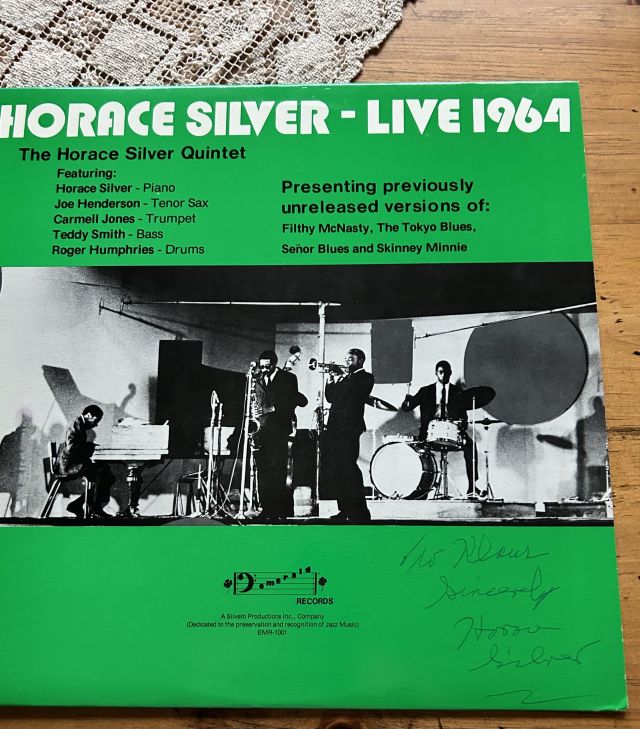 HORACE SILVER - LIVE 1964
The Horace Silver Quintet
Featuring:
Horace Silver - Piano
Joe Henderson - Tenor Sax
Carmell Jones - Trumpet
Teddy Smith - Bass
Roger Humphries - Drums
Presenting previously
unreleased versions of:
Filthy McNasty, The Tokyo Blues,
Señor Blues and Skinney Minnie
emerald
RECORDS
A Silveto Productions Inc., Company
(Dedicated to the preservation and recognition of Jazz Music)
EMR-1001
To Klaus
Sincerely
Horace
Silver